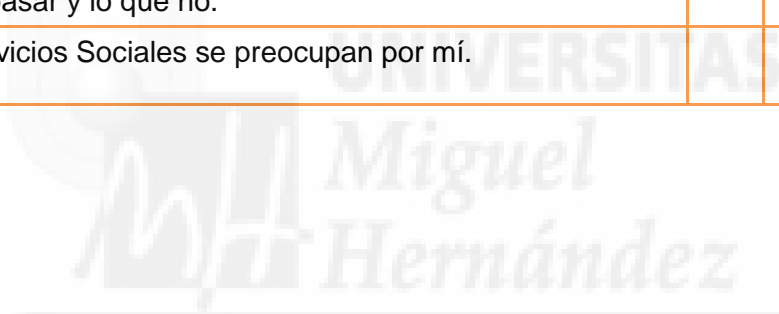 pasar y lo que no.
vicios Sociales se preocupan por mí.
UNIVERSITAS
Miguel
Hernández